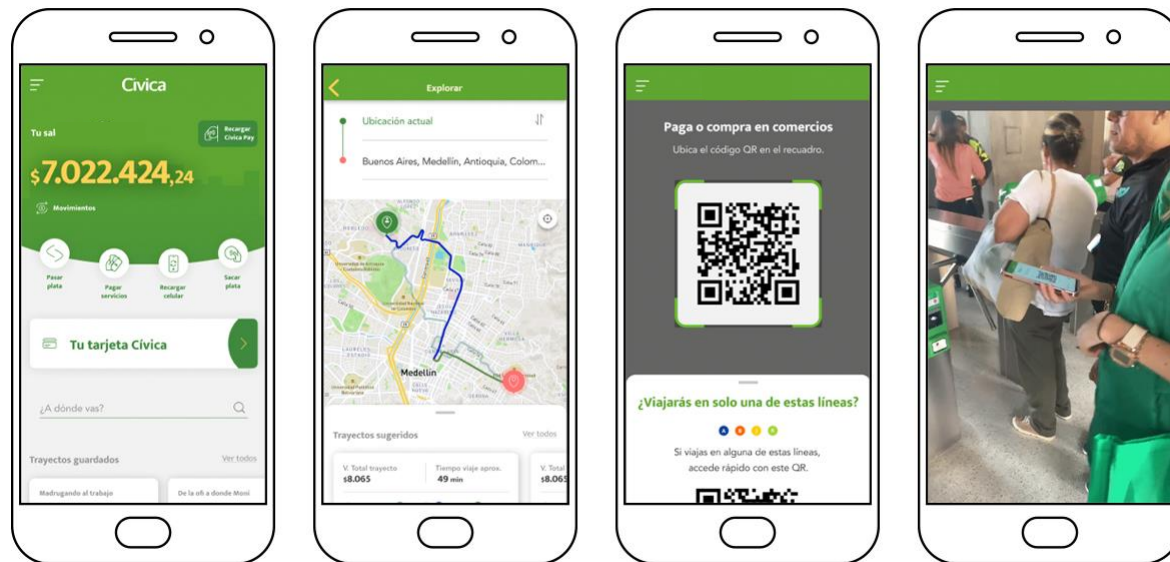 Cívica
Tu sal
Recargar
Cívica Pay
$7.022.424,24
Movimientos
Pasar
plata
Pagar
servicios
Recargar
celular
Sacar
plata
Tu tarjeta Cívica
¿A dónde vas?
Trayectos guardados
Ver todos
Madrugando al trabajo
De la ofi a donde Moni
Explorar
Ubicación actual
Buenos Aires, Medellín, Antioquia, Colom...
Medellín
Trayectos sugeridos
Ver todos
V. Total trayecto
$8.065
Tiempo viaje aprox.
49 min
V. Total
$8.065
Paga o compra en comercios
Ubica el código QR en el recuadro.
¿Viajarás en solo una de estas líneas?
Si viajas en alguna de estas líneas,
accede rápido con este QR.